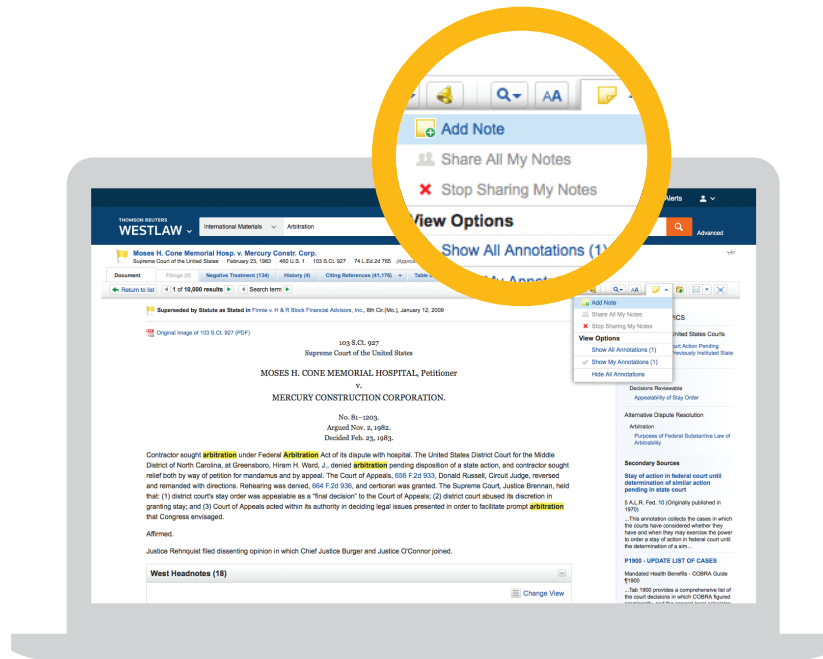 AA
Add Note
Share All My Notes
Stop Sharing My Notes
View Options
Show All Annotations (1)
Alerts
THOMSON REUTERS
WESTLAW
International Materials
Arbitration
Advanced
Moses H. Cone Memorial Hosp. v. Mercury Constr. Corp.
Supreme Court of the United States February 23, 1983 460 U.S. 1 103 S.Ct. 927 74 L.Ed.2d 765
Document
Filings (0)
Negative Treatment (134)
History (4)
Citing References (41,176)
Return to list
1 of 10,000 results
Search term
AA
Superseded by Statute as Stated in Finnie v. H & R Block Financial Advisors, Inc., 8th Cir.(Mo.), January 12, 2009
Original Image of 103 S.Ct. 927 (PDF)
103 S.Ct. 927
Supreme Court of the United States
MOSES H. CONE MEMORIAL HOSPITAL, Petitioner
v.
MERCURY CONSTRUCTION CORPORATION.
No. 81–1203.
Argued Nov. 2, 1982.
Decided Feb. 23, 1983.
Contractor sought arbitration under Federal Arbitration Act of its dispute with hospital. The United States District Court for the Middle
District of North Carolina, at Greensboro, Hiram H. Ward, J., denied arbitration pending disposition of a state action, and contractor sought
relief both by way of petition for mandamus and by appeal. The Court of Appeals, 656 F.2d 933, Donald Russell, Circuit Judge, reversed
and remanded with directions. Rehearing was denied, 664 F.2d 936, and certiorari was granted. The Supreme Court, Justice Brennan, held
that: (1) district court's stay order was appealable as a "final decision" to the Court of Appeals; (2) district court abused its discretion in
granting stay; and (3) Court of Appeals acted within its authority in deciding legal issues presented in order to facilitate prompt arbitration
that Congress envisaged.
Affirmed.
Justice Rehnquist filed dissenting opinion in which Chief Justice Burger and Justice O'Connor joined.
West Headnotes (18)
Change View
Add Note
Share All My Notes
Stop Sharing My Notes
View Options
Show All Annotations (1)
Show My Annotations (1)
Hide All Annotations
United States Courts
Court Action Pending
Previously Instituted State
Decisions Reviewable
Appealability of Stay Order
Alternative Dispute Resolution
Arbitration
Purposes of Federal Substantive Law of
Arbitrability
Secondary Sources
Stay of action in federal court until
determination of similar action
pending in state court
5 A.L.R. Fed. 10 (Originally published in
1970)
...This annotation collects the cases in which
the courts have considered whether they
have and when they may exercise the power
to order a stay of action in federal court until
the determination of a sim...
P1900 - UPDATE LIST OF CASES
Mandated Health Benefits - COBRA Guide
¶1900
...Tab 1900 provides a comprehensive list of
the court decisions in which COBRA figured